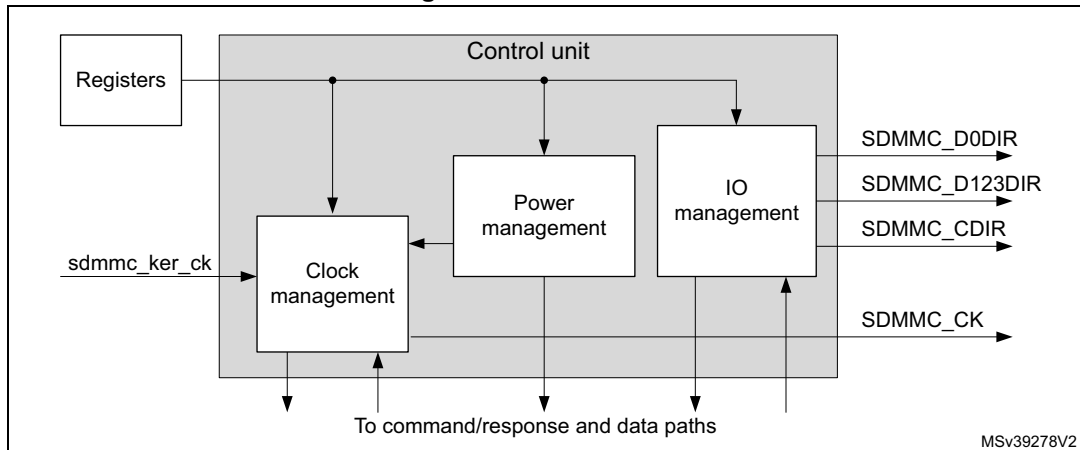 Control unit
Registers
SDMMC_D0DIR
SDMMC_D123DIR
SDMMC_CDIR
IO
management
Power
management
sdmmc_ker_ck
Clock
management
SDMMC_CK
To command/response and data paths
MSv39278V2